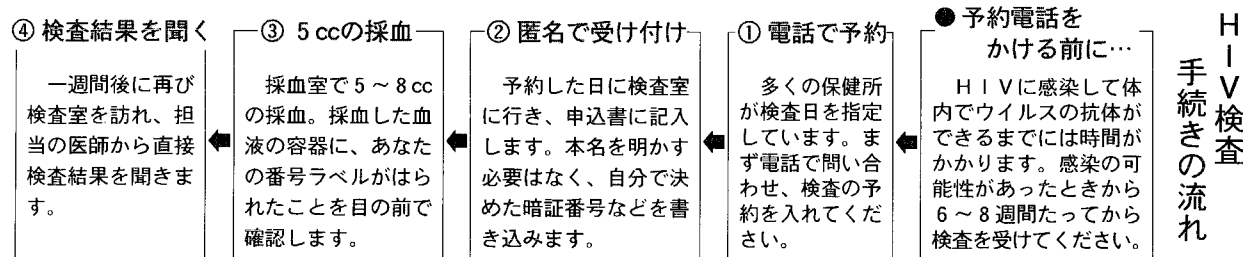 HIV検査
手続きの流れ
● 予約電話を
かける前に…
HIVに感染して体
内でウイルスの抗体が
できるまでには時間が
かかります。感染の可
能性があったときから
6～8週間たってから
検査を受けてください。
① 電話で予約
多くの保健所
が検査日を指定
しています。ま
ず電話で問い合
わせ、検査の予
約を入れてくだ
さい。
② 匿名で受け付け
予約した日に検査室
に行き、申込書に記入
します。本名を明かす
必要はなく、自分で決
めた暗証番号などを書
き込みます。
③ 5㏄の採血
採血室で5～8㏄
の採血。採血した血
液の容器に、あなた
の番号ラベルがはら
れたことを目の前で
確認します。
④ 検査結果を聞く
一週間後に再び
検査室を訪れ、担
当の医師から直接
検査結果を聞きま
す。